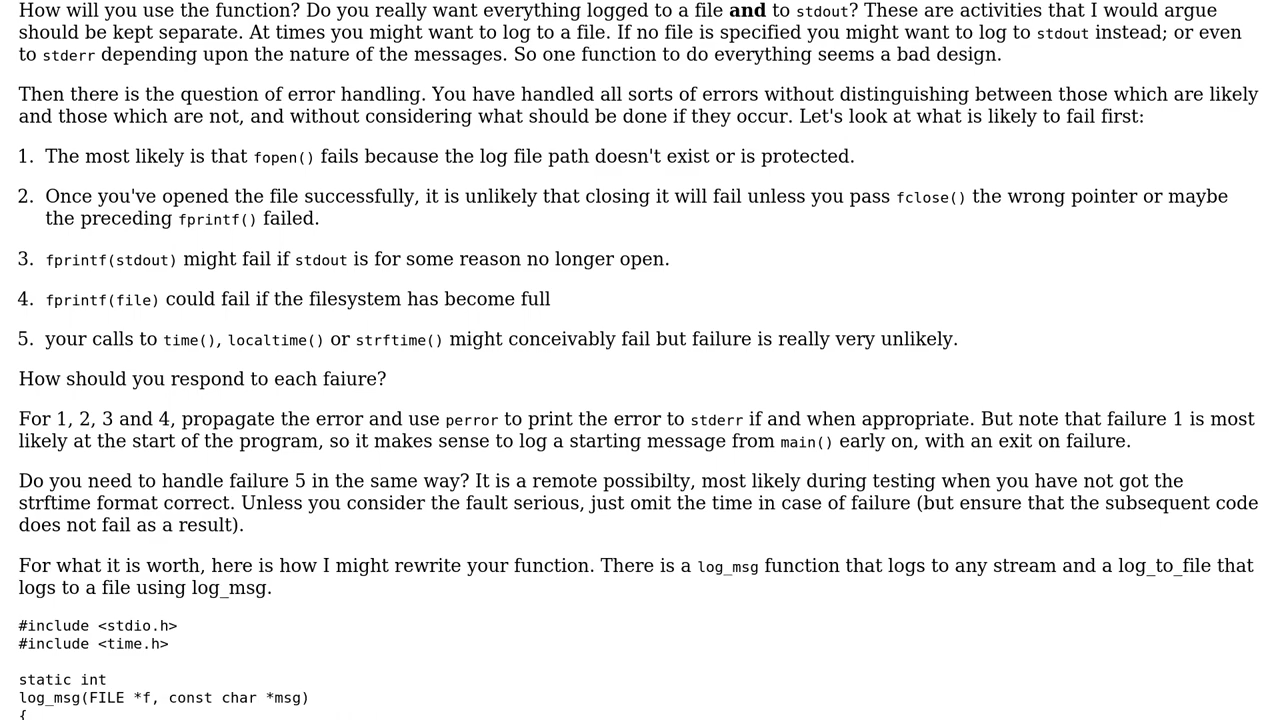 How will you use the function? Do you really want everything logged to a file and to stdout? These are activities that I would argue
should be kept separate. At times you might want to log to a file. If no file is specified you might want to log to stdout instead; or even
to stderr depending upon the nature of the messages. So one function to do everything seems a bad design.
Then there is the question of error handling. You have handled all sorts of errors without distinguishing between those which are likely
and those which are not, and without considering what should be done if they occur. Let's look at what is likely to fail first:
1. The most likely is that fopen() fails because the log file path doesn't exist or is protected.
2. Once you've opened the file successfully, it is unlikely that closing it will fail unless you pass fclose() the wrong pointer or maybe
the preceding fprintf() failed.
3. fprintf(stdout) might fail if stdout is for some reason no longer open.
4. fprintf(file) could fail if the filesystem has become full
5. your calls to time(), localtime() or strftime() might conceivably fail but failure is really very unlikely.
How should you respond to each faiure?
For 1, 2, 3 and 4, propagate the error and use perror to print the error to stderr if and when appropriate. But note that failure 1 is most
likely at the start of the program, so it makes sense to log a starting message from main() early on, with an exit on failure.
Do you need to handle failure 5 in the same way? It is a remote possibilty, most likely during testing when you have not got the
strftime format correct. Unless you consider the fault serious, just omit the time in case of failure (but ensure that the subsequent code
does not fail as a result).
For what it is worth, here is how I might rewrite your function. There is a log_msg function that logs to any stream and a log_to_file that
logs to a file using log_msg.
#include <stdio.h>
#include <time.h>
static int
log_msg(FILE *f, const char *msg)
{